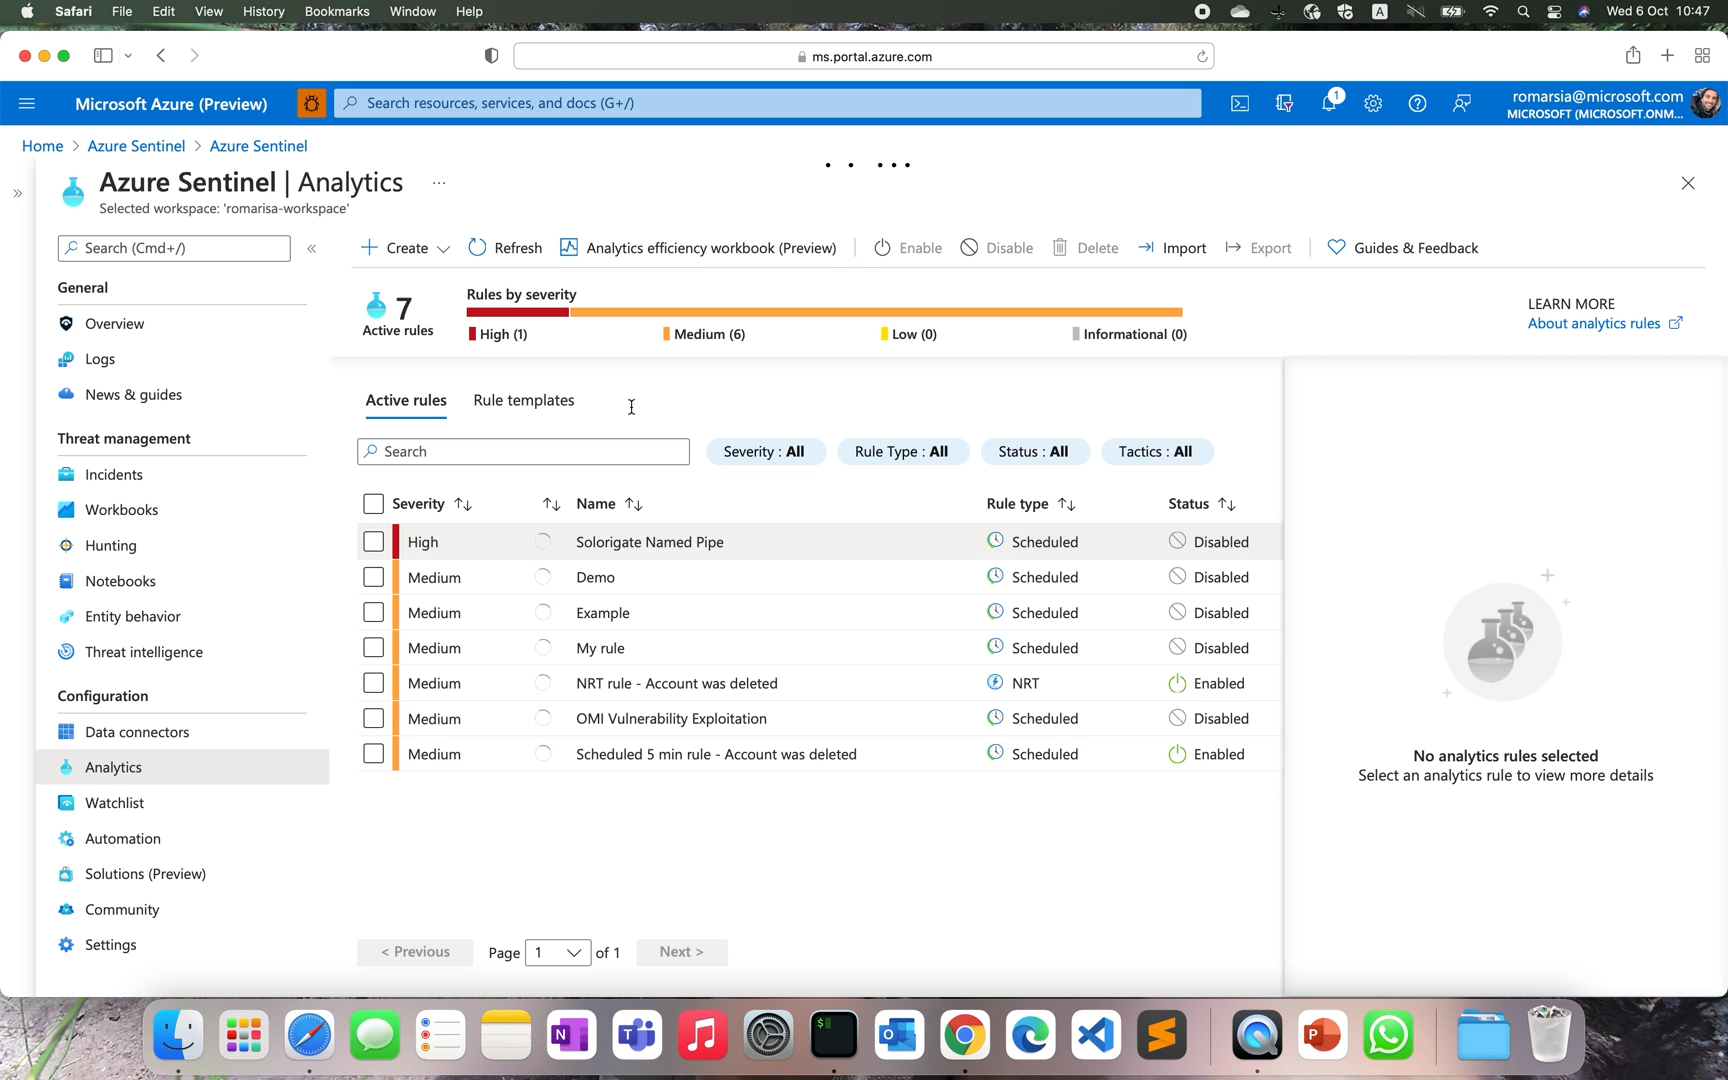 Safari File Edit View History Bookmarks Window Help A Wed 6 Oct 10:47
ms.portal.azure.com
Microsoft Azure (Preview) Search resources, services, and docs (G+/) 1 romarsia@microsoft.com
MICROSOFT (MICROSOFT.ONM...
Home > Azure Sentinel > Azure Sentinel
Azure Sentinel | Analytics ...
Selected workspace: 'romarisa-workspace'
Search (Cmd+/) «
General
Overview
Logs
News & guides
Threat management
Incidents
Workbooks
Hunting
Notebooks
Entity behavior
Threat intelligence
Configuration
Data connectors
Analytics
Watchlist
Automation
Solutions (Preview)
Community
Settings
Create Refresh Analytics efficiency workbook (Preview) Enable Disable Delete Import Export Guides & Feedback
7
Active rules
Rules by severity
High (1) Medium (6) Low (0) Informational (0)
LEARN MORE
About analytics rules
Active rules Rule templates
Search Severity : All Rule Type : All Status : All Tactics : All
Severity Name Rule type Status
High Solorigate Named Pipe Scheduled Disabled
Medium Demo Scheduled Disabled
Medium Example Scheduled Disabled
Medium My rule Scheduled Disabled
Medium NRT rule - Account was deleted NRT Enabled
Medium OMI Vulnerability Exploitation Scheduled Disabled
Medium Scheduled 5 min rule - Account was deleted Scheduled Enabled
< Previous Page 1 of 1 Next >
No analytics rules selected
Select an analytics rule to view more details